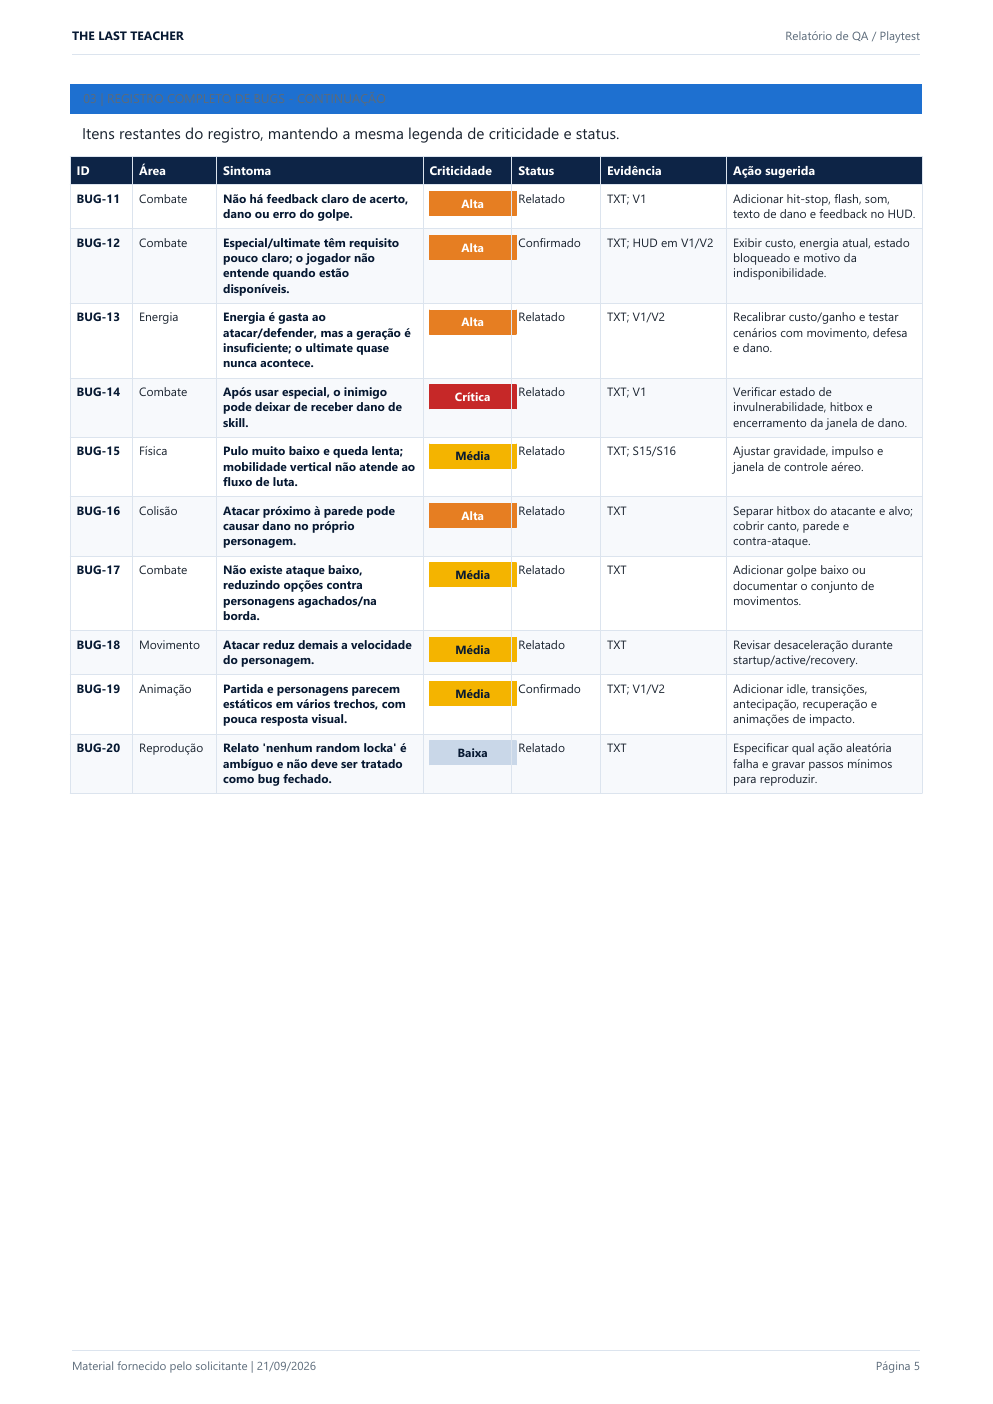 THE LAST TEACHER
Relatório de QA / Playtest
03 | REGISTRO COMPLETO DE BUGS - CONTINUAÇÃO
Itens restantes do registro, mantendo a mesma legenda de criticidade e status.
ID Área Sintoma Criticidade Status Evidência Ação sugerida
BUG-11 Combate Não há feedback claro de acerto, Alta Relatado TXT; V1 Adicionar hit-stop, flash, som,
dano ou erro do golpe. texto de dano e feedback no HUD.
BUG-12 Combate Especial/ultimate têm requisito Alta Confirmado TXT; HUD em V1/V2 Exibir custo, energia atual, estado
pouco claro; o jogador não bloqueado e motivo da
entende quando estão indisponibilidade.
disponíveis.
BUG-13 Energia Energia é gasta ao Alta Relatado TXT; V1/V2 Recalibrar custo/ganho e testar
atacar/defender, mas a geração é cenários com movimento, defesa
insuficiente; o ultimate quase e dano.
nunca acontece.
BUG-14 Combate Após usar especial, o inimigo Crítica Relatado TXT; V1 Verificar estado de
pode deixar de receber dano de invulnerabilidade, hitbox e
skill. encerramento da janela de dano.
BUG-15 Física Pulo muito baixo e queda lenta; Média Relatado TXT; S15/S16 Ajustar gravidade, impulso e
mobilidade vertical não atende ao janela de controle aéreo.
fluxo de luta.
BUG-16 Colisão Atacar próximo à parede pode Alta Relatado TXT Separar hitbox do atacante e alvo;
causar dano no próprio cobrir canto, parede e
personagem. contra-ataque.
BUG-17 Combate Não existe ataque baixo, Média Relatado TXT Adicionar golpe baixo ou
reduzindo opções contra documentar o conjunto de
personagens agachados/na movimentos.
borda.
BUG-18 Movimento Atacar reduz demais a velocidade Média Relatado TXT Revisar desaceleração durante
do personagem. startup/active/recovery.
BUG-19 Animação Partida e personagens parecem Média Confirmado TXT; V1/V2 Adicionar idle, transições,
estáticos em vários trechos, com antecipação, recuperação e
pouca resposta visual. animações de impacto.
BUG-20 Reprodução Relato 'nenhum random locka' é Baixa Relatado TXT Especificar qual ação aleatória
ambíguo e não deve ser tratado falha e gravar passos mínimos
como bug fechado. para reproduzir.
Material fornecido pelo solicitante | 21/09/2026
Página 5